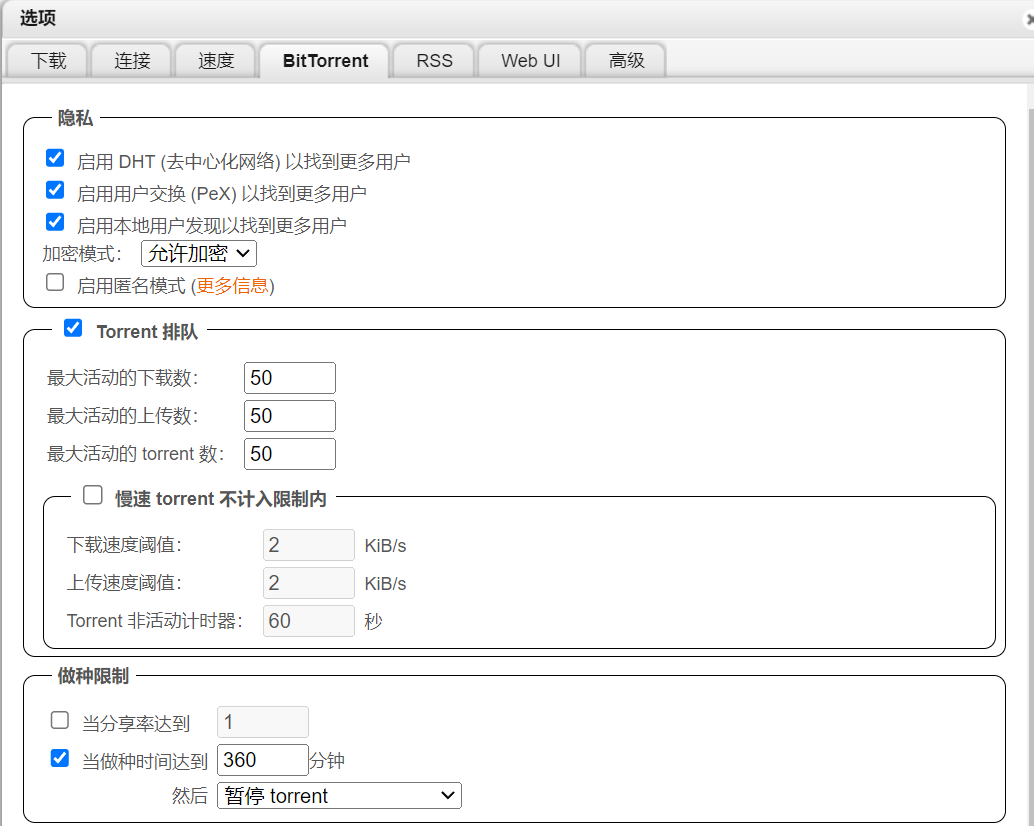 选项
下载 连接 速度 BitTorrent RSS Web UI 高级
隐私
启用 DHT (去中心化网络) 以找到更多用户
启用用户交换 (PeX) 以找到更多用户
启用本地用户发现以找到更多用户
加密模式： 允许加密
启用匿名模式 (更多信息)
Torrent 排队
最大活动的下载数： 50
最大活动的上传数： 50
最大活动的 torrent 数： 50
慢速 torrent 不计入限制内
下载速度阈值： 2 KiB/s
上传速度阈值： 2 KiB/s
Torrent 非活动计时器： 60 秒
做种限制
当分享率达到 1
当做种时间达到 360 分钟
然后 暂停 torrent